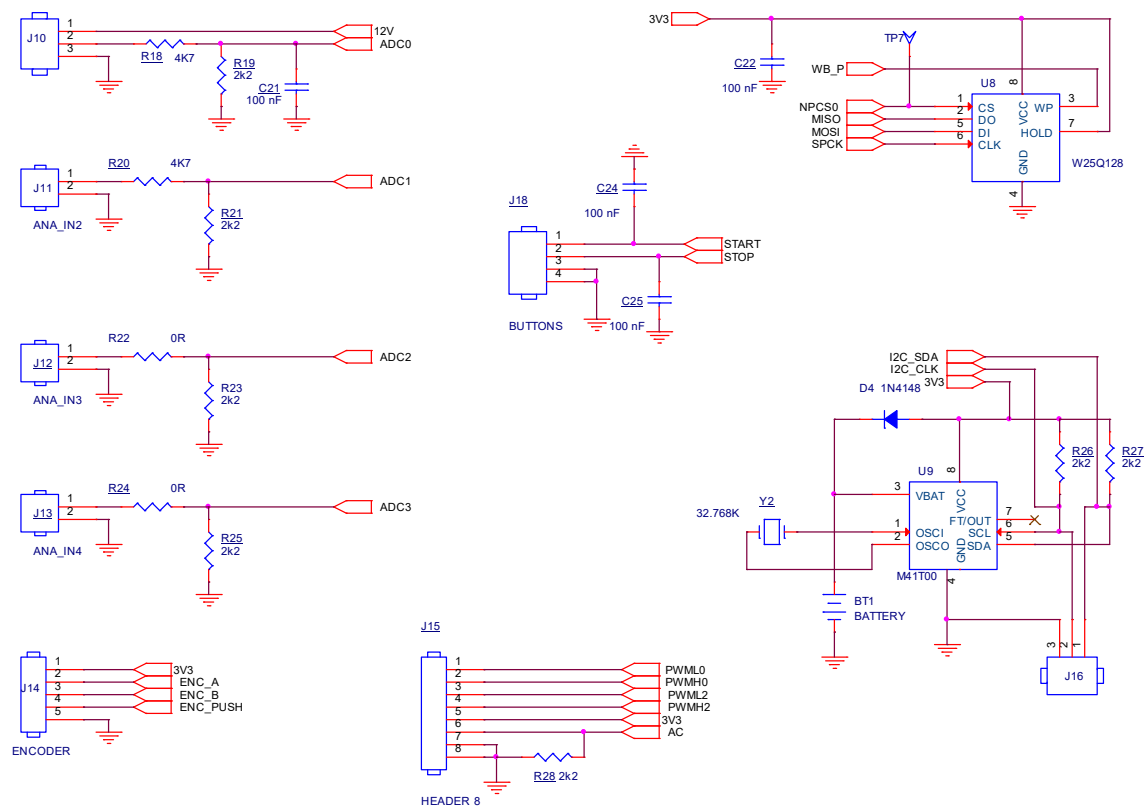 J10
1
2
3
R18
4K7
R19
2k2
C21
100 nF
12V
ADC0
J11
1
2
ANA_IN2
R20
4K7
R21
2k2
ADC1
J12
1
2
ANA_IN3
R22
0R
R23
2k2
ADC2
J13
1
2
ANA_IN4
R24
0R
R25
2k2
ADC3
J14
1
2
3
4
5
3V3
ENC_A
ENC_B
ENC_PUSH
ENCODER
3V3
C22
100 nF
TP7
WB_P
NPCS0
MISO
MOSI
SPCK
U8
1
2
5
6
CS
DO
DI
CLK
8
VCC
WP
HOLD
3
7
GND
4
W25Q128
C24
100 nF
J18
1
2
3
4
START
STOP
C25
100 nF
BUTTONS
I2C_SDA
I2C_CLK
3V3
D4 1N4148
R26
2k2
R27
2k2
U9
8
3
VBAT
VCC
FT/OUT
7
1
OSCI
SCL
6
2
OSCO
GND
SDA
5
M41T00
4
Y2
32.768K
BT1
BATTERY
3
2
1
J16
J15
1
2
3
4
5
6
7
8
PWML0
PWMH0
PWML2
PWMH2
3V3
AC
R28 2k2
HEADER 8